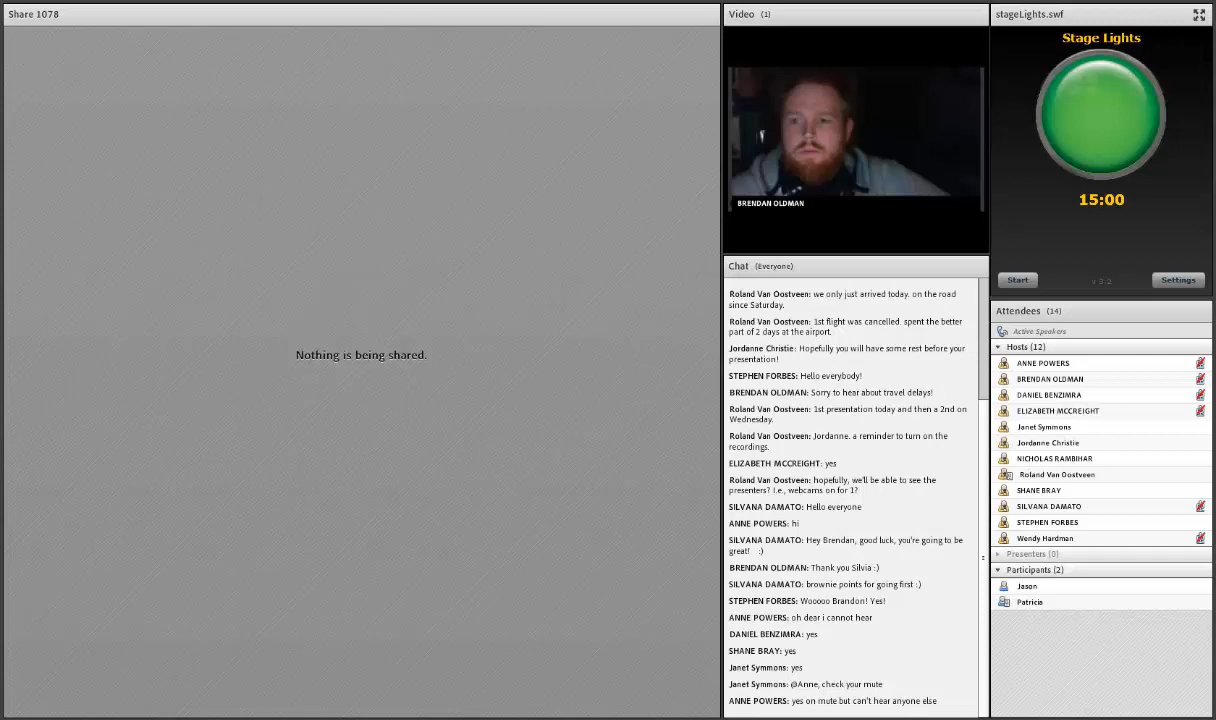 Share 1078
Nothing is being shared.
Video (1)
BRENDAN OLDMAN
Chat (Everyone)
Roland Van Oostveen: we only just arrived today. on the road
since Saturday.
Roland Van Oostveen: 1st flight was cancelled. spent the better
part of 2 days at the airport.
Jordanne Christie: Hopefully you will have some rest before your
presentation!
STEPHEN FORBES: Hello everybody!
BRENDAN OLDMAN: Sorry to hear about travel delays!
Roland Van Oostveen: 1st presentation today and then a 2nd on
Wednesday.
Roland Van Oostveen: Jordanne. a reminder to turn on the
recordings.
ELIZABETH MCCREIGHT: yes
Roland Van Oostveen: hopefully, we'll be able to see the
presenters? I.e., webcams on for 1?
SILVANA DAMATO: Hello everyone
ANNE POWERS: hi
SILVANA DAMATO: Hey Brendan, good luck, you're going to be
great! :)
BRENDAN OLDMAN: Thank you Silvia :)
SILVANA DAMATO: brownie points for going first :)
STEPHEN FORBES: Wooooo Brandon! Yes!
ANNE POWERS: oh dear i cannot hear
DANIEL BENZIMRA: yes
SHANE BRAY: yes
Janet Symmons: yes
Janet Symmons: @Anne, check your mute
ANNE POWERS: yes on mute but can't hear anyone else
stageLights.swf
Stage Lights
15:00
Start
v 3.2
Settings
Attendees (14)
Active Speakers
Hosts (12)
ANNE POWERS
BRENDAN OLDMAN
DANIEL BENZIMRA
ELIZABETH MCCREIGHT
Janet Symmons
Jordanne Christie
NICHOLAS RAMBIHAR
Roland Van Oostveen
SHANE BRAY
SILVANA DAMATO
STEPHEN FORBES
Wendy Hardman
Presenters (0)
Participants (2)
Jason
Patricia